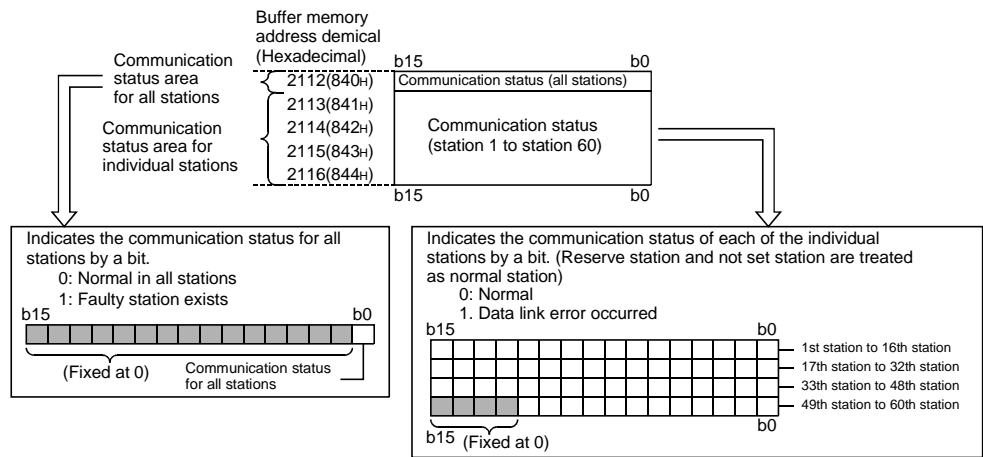 Buffer memory
address demical
(Hexadecimal)
b15 b0
Communication
status area
for all stations
2112(840H)
Communication status (all stations)
Communication
status area for
individual stations
2113(841H)
2114(842H)
2115(843H)
2116(844H)
Communication status
(station 1 to station 60)
b15 b0
Indicates the communication status for all
stations by a bit.
0: Normal in all stations
1: Faulty station exists
b15 b0
(Fixed at 0)
Communication status
for all stations
Indicates the communication status of each of the individual
stations by a bit. (Reserve station and not set station are treated
as normal station)
0: Normal
1. Data link error occurred
b15 b0
1st station to 16th station
17th station to 32th station
33th station to 48th station
49th station to 60th station
b15 b0
(Fixed at 0)